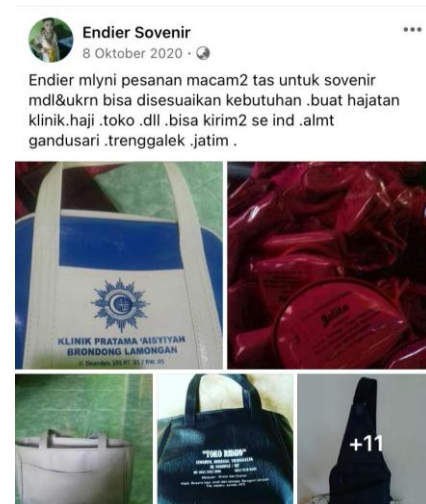 Endier Sovenir
8 Oktober 2020 ·
Endier mlyni pesanan macam2 tas untuk sovenir
mdl&ukrn bisa disesuaikan kebutuhan .buat hajatan
klinik.haji .toko .dll .bisa kirim2 se ind .almt
gandusari .trenggalek .jatim .
KLINIK PRATAMA 'AISYIYAH
BRONDONG LAMONGAN
Jelita
"TOKO
+11